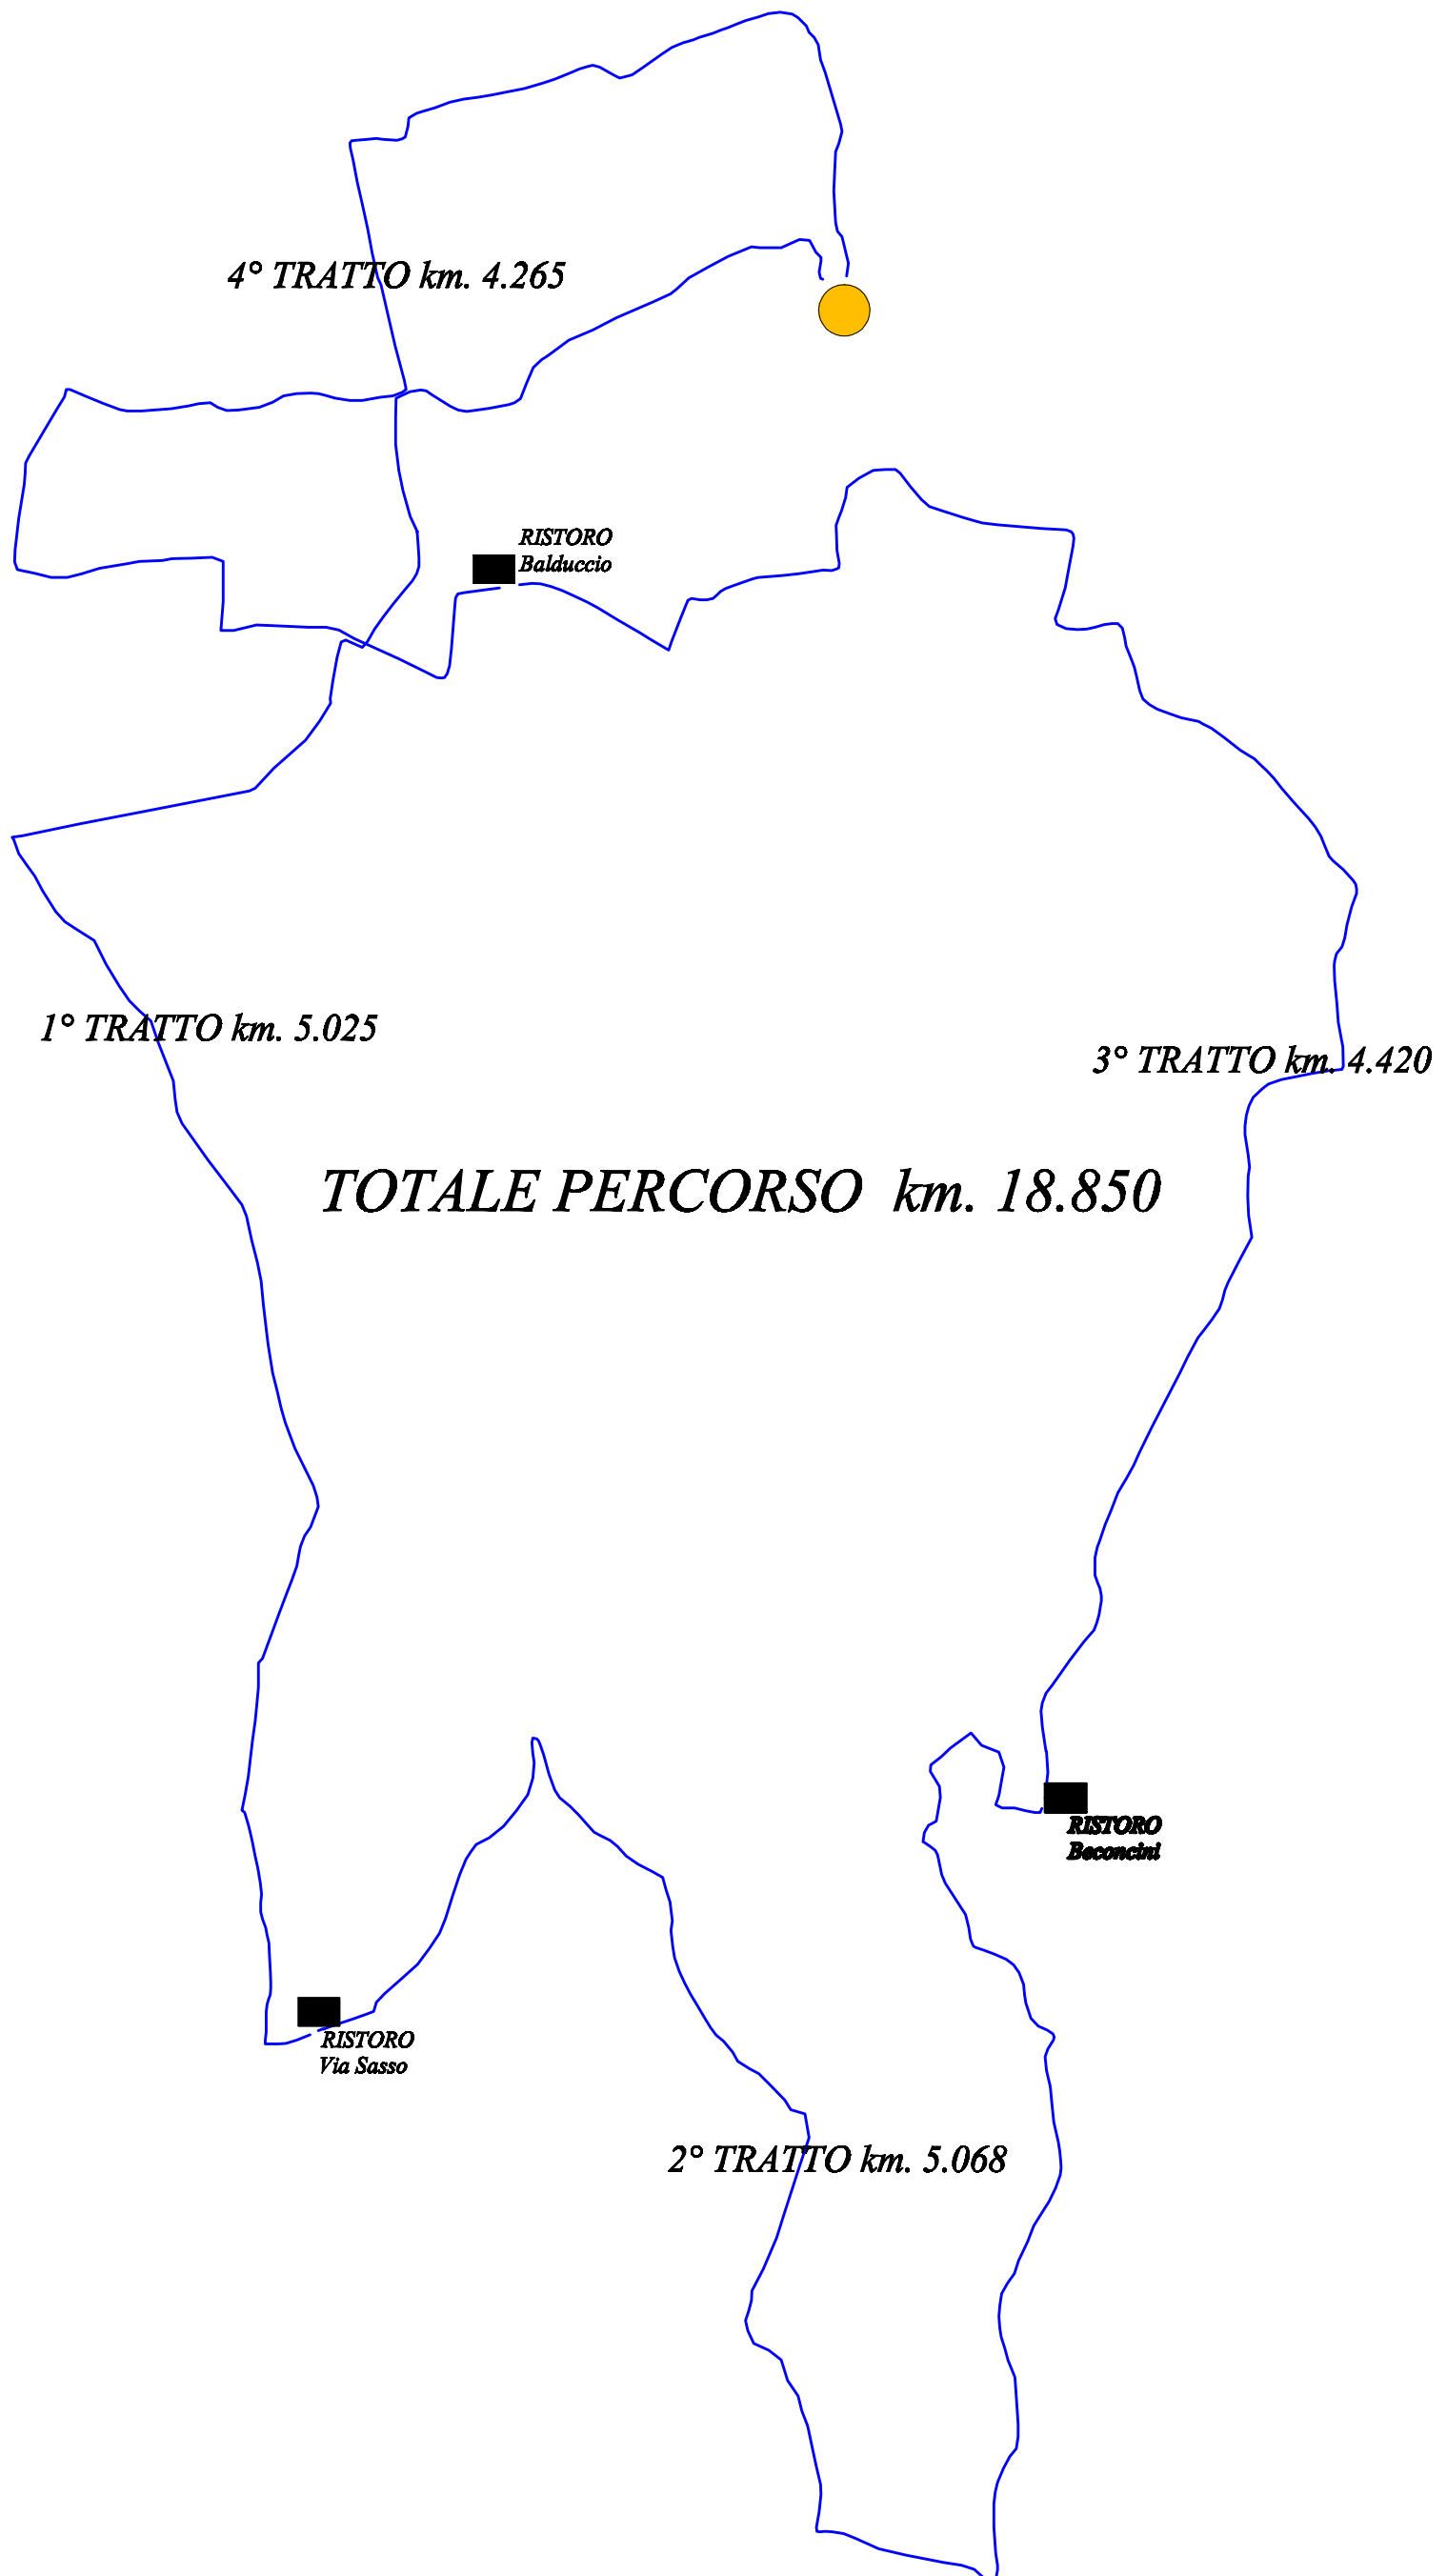 4° TRATTO km. 4.265
RISTORO
Balduccio
1° TRATTO km. 5.025
3° TRATTO km. 4.420
TOTALE PERCORSO km. 18.850
RISTORO
Beconcini
RISTORO
Via Sasso
2° TRATTO km. 5.068